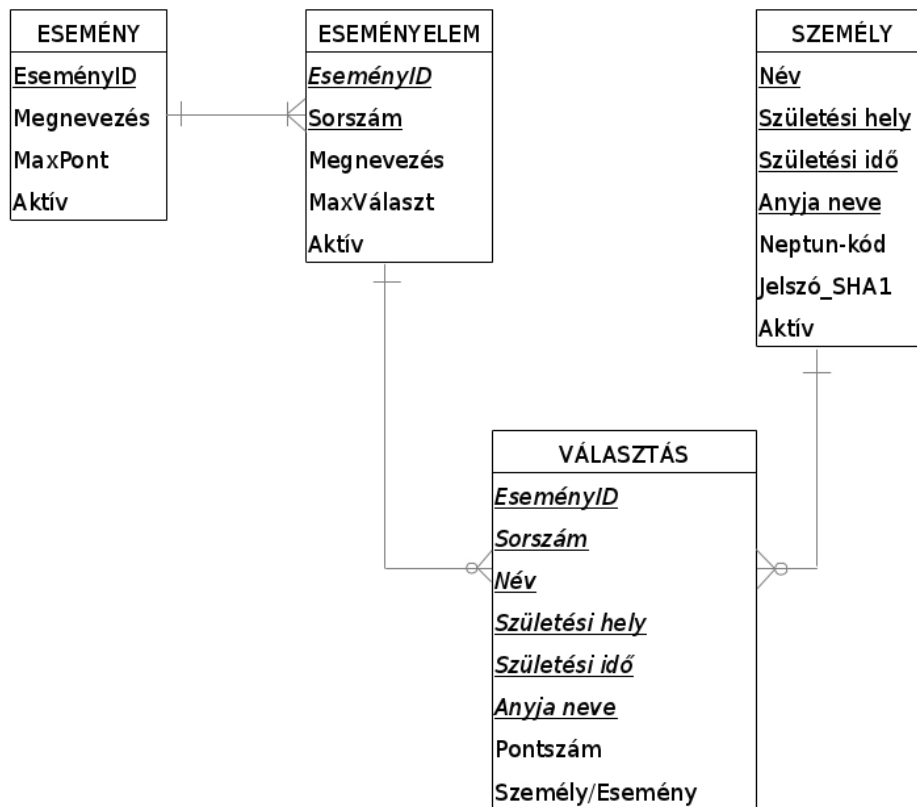 ESEMÉNY
EseményID
Megnevezés
MaxPont
Aktív
ESEMÉNYELEM
EseményID
Sorszám
Megnevezés
MaxVálaszt
Aktív
SZEMÉLY
Név
Születési hely
Születési idő
Anyja neve
Neptun-kód
Jelszó_SHA1
Aktív
VÁLASZTÁS
EseményID
Sorszám
Név
Születési hely
Születési idő
Anyja neve
Pontszám
Személy/Esemény